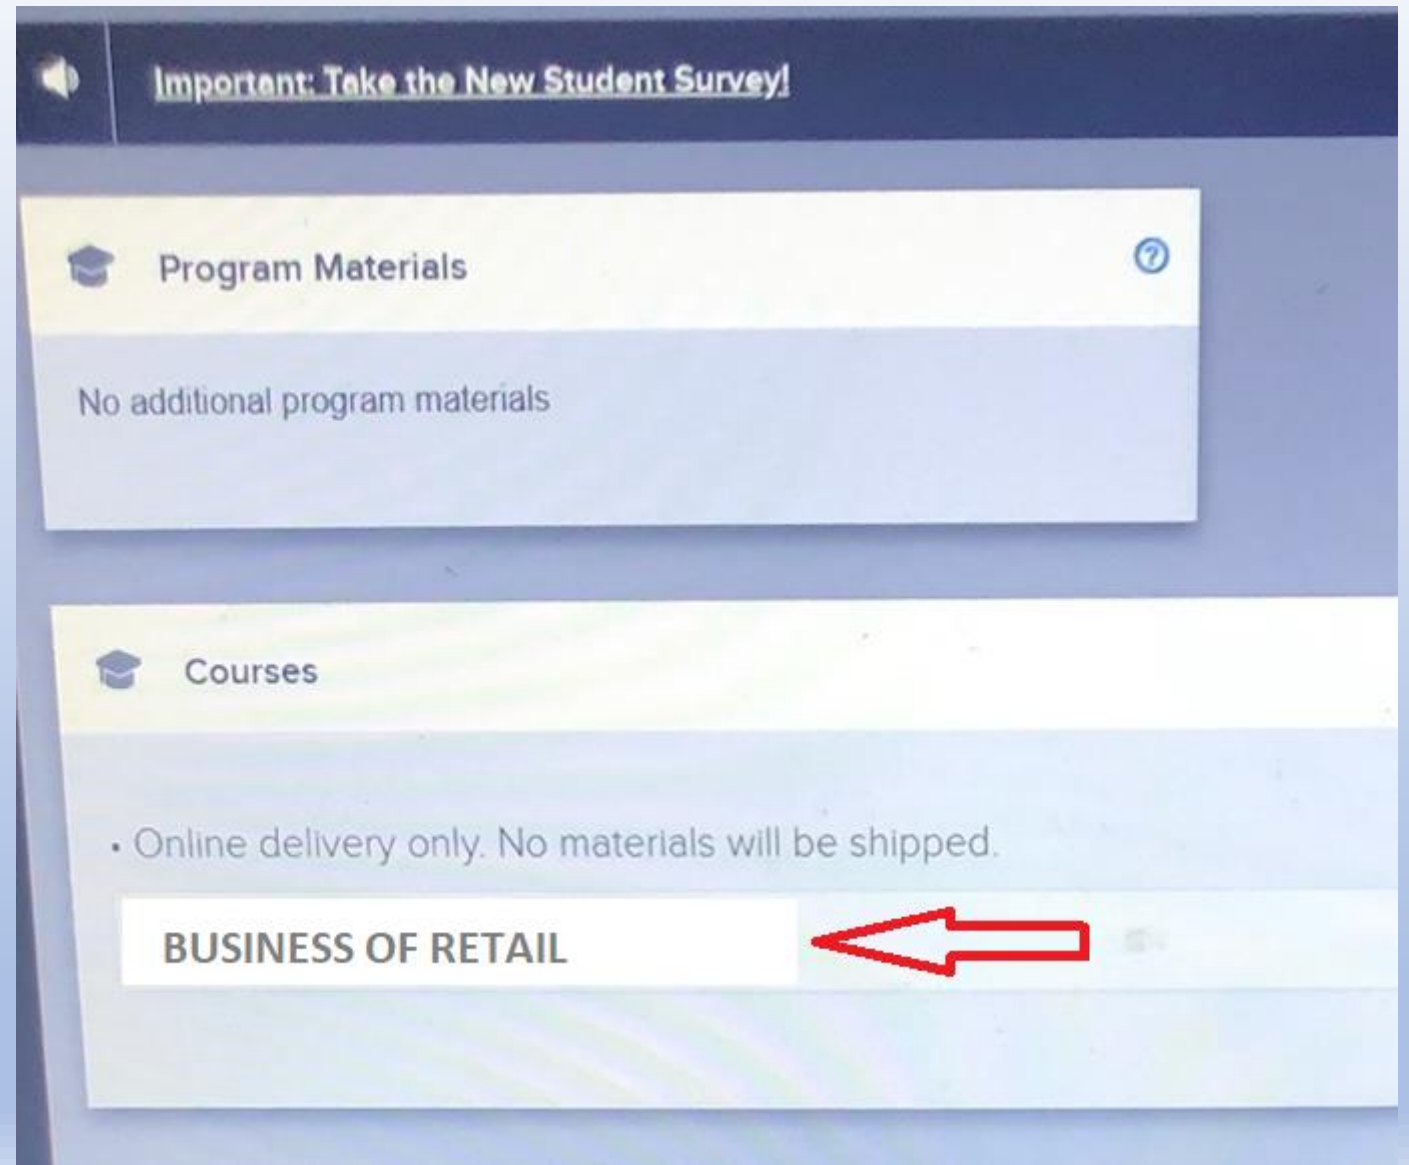 Important: Take the New Student Survey!
Program Materials
No additional program materials
Courses
• Online delivery only. No materials will be shipped.
BUSINESS OF RETAIL